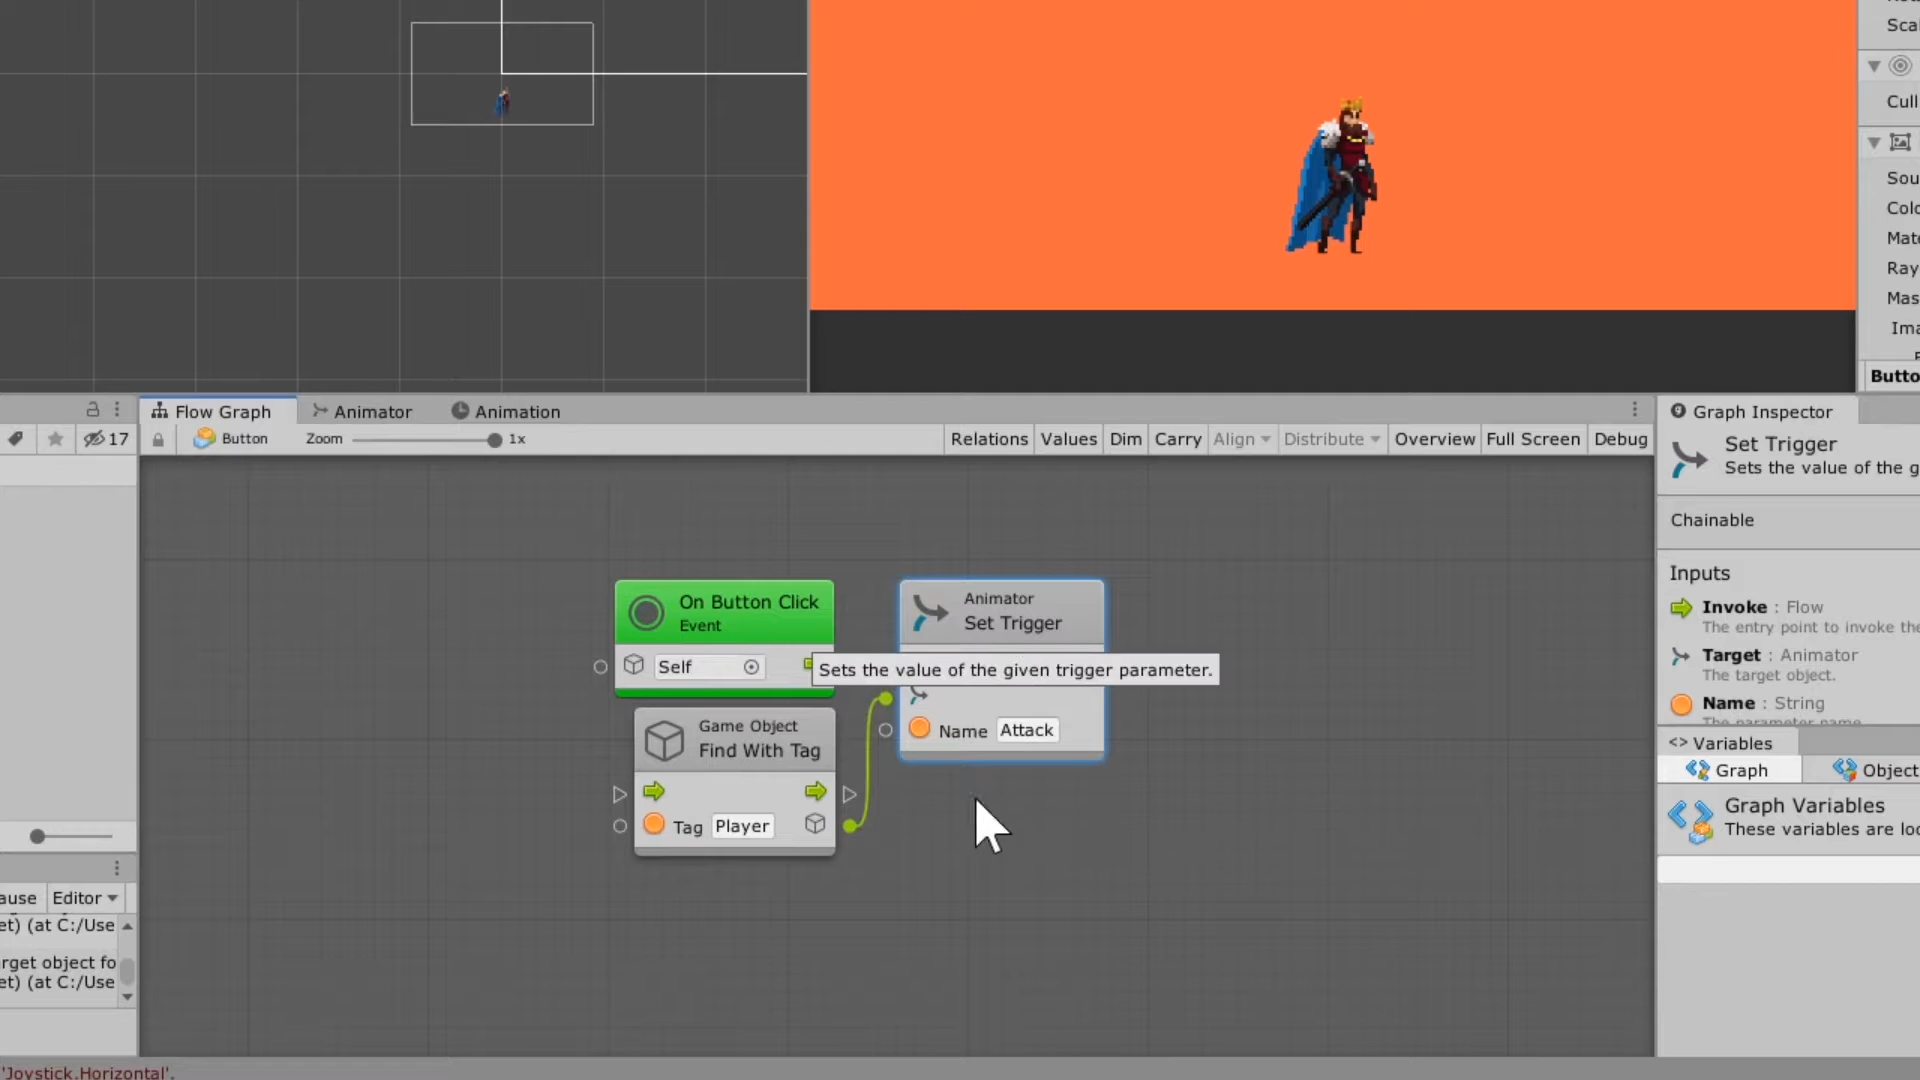 Scal
Cull
Sou
Colo
Mate
Ray
Mas
Ima
Butto
Flow Graph
Animator
Animation
17
Button
Zoom
1x
Relations
Values
Dim
Carry
Align
Distribute
Overview
Full Screen
Debug
Graph Inspector
Set Trigger
Sets the value of the g
Chainable
Inputs
Invoke : Flow
The entry point to invoke the
Target : Animator
The target object.
Name : String
The parameter name
<> Variables
Graph
Object
Graph Variables
These variables are loc
On Button Click
Event
Self
Animator
Set Trigger
Sets the value of the given trigger parameter.
Name Attack
Game Object
Find With Tag
Tag Player
ause
Editor
et) (at C:/Use
rget object fo
et) (at C:/Use
'Joystick.Horizontal'.